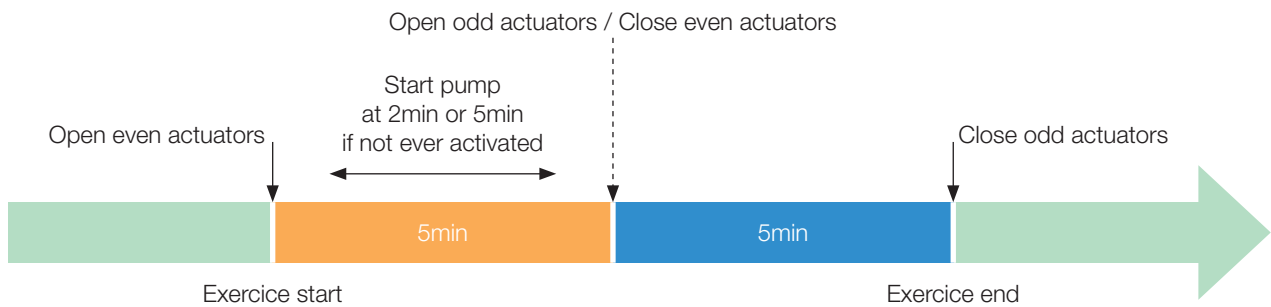 Open odd actuators / Close even actuators
Start pump
at 2min or 5min
if not ever activated
Open even actuators
Close odd actuators
5min
5min
Exercice start
Exercice end